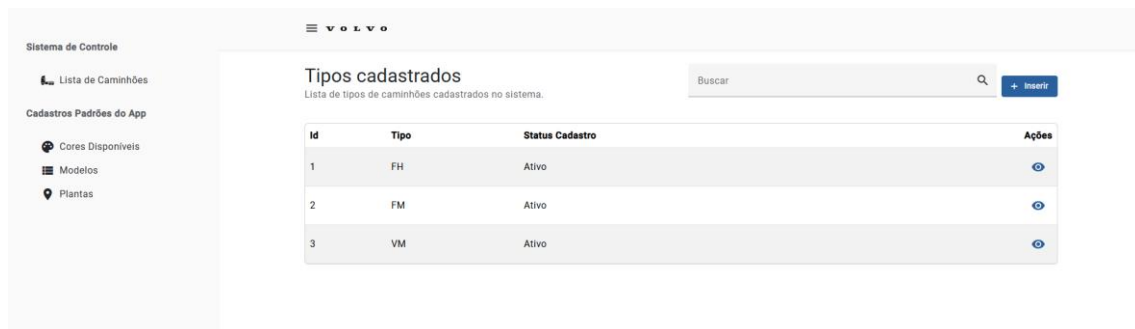 VOLVO
Sistema de Controle
Lista de Caminhões
Cadastros Padrões do App
Cores Disponíveis
Modelos
Plantas
Tipos cadastrados
Lista de tipos de caminhões cadastrados no sistema.
Buscar
+ Inserir
Id Tipo Status Cadastro Ações
1 FH Ativo
2 FM Ativo
3 VM Ativo